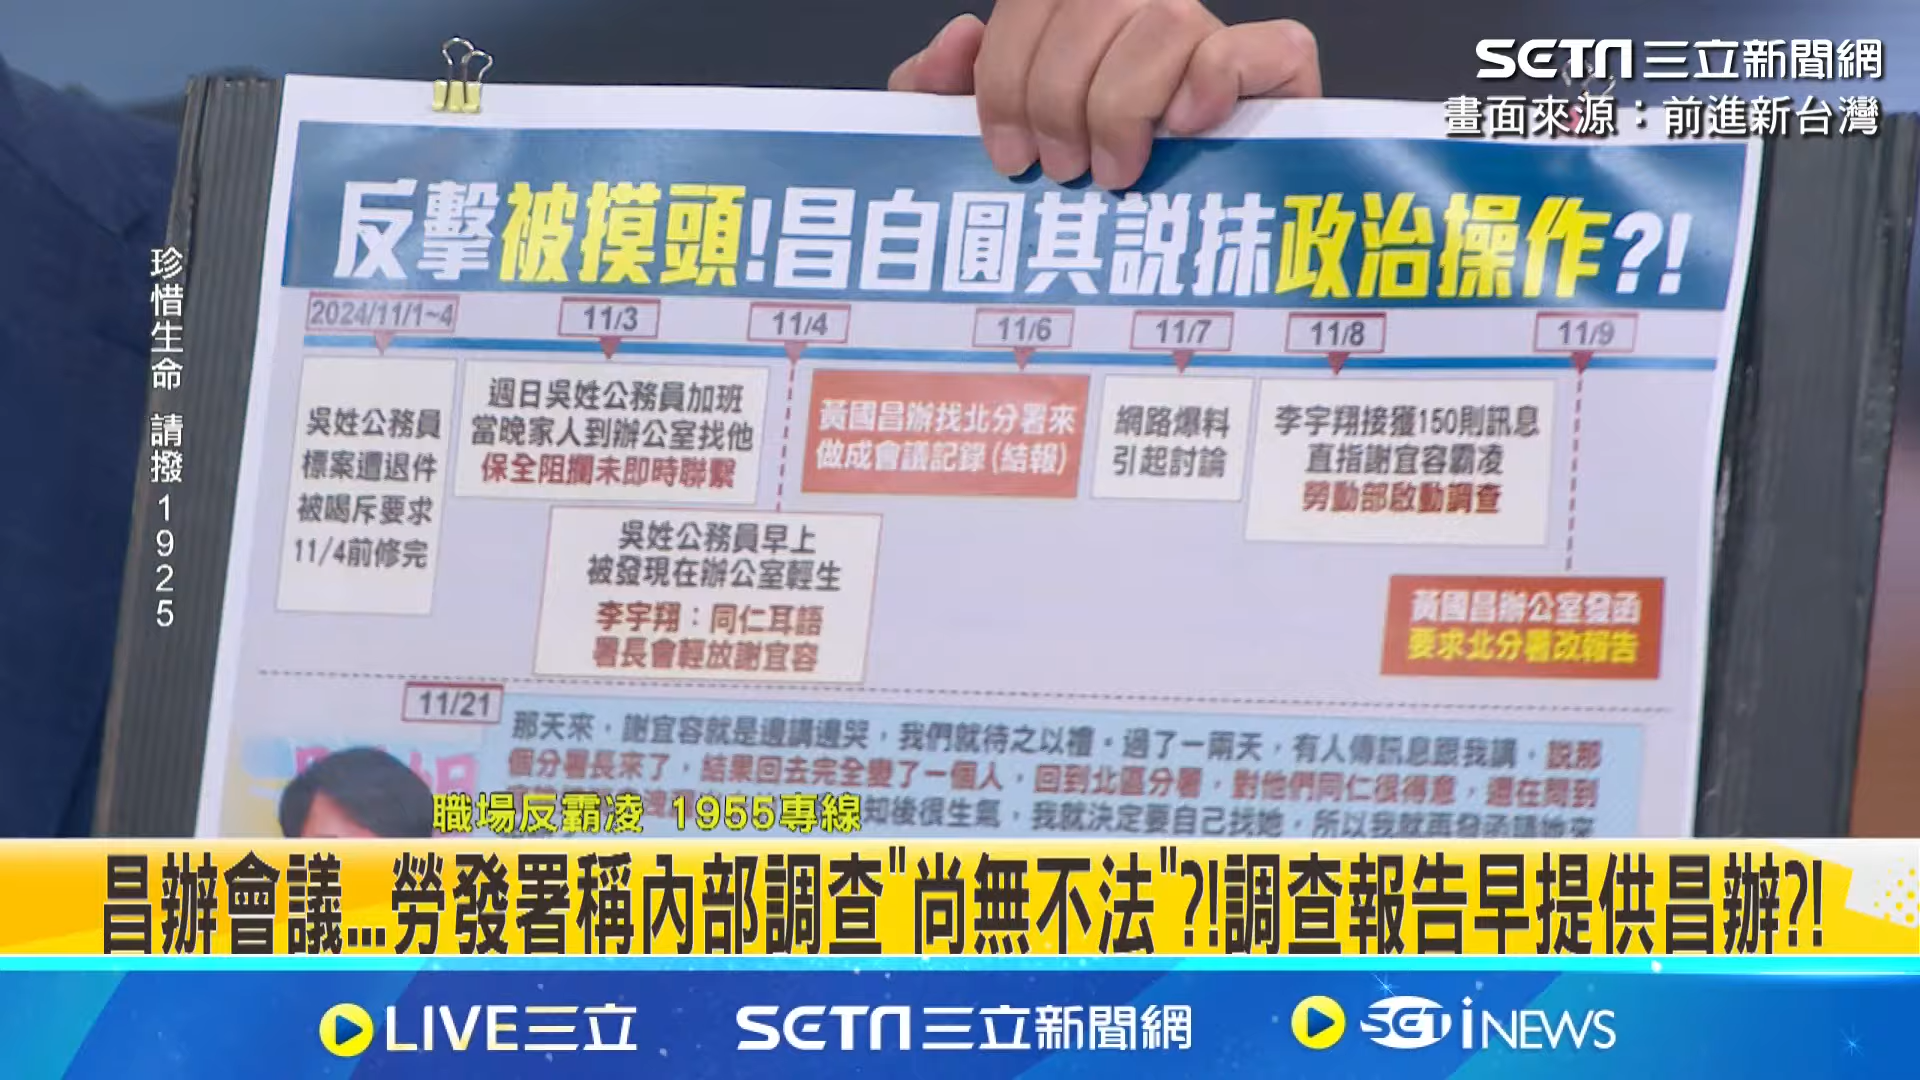 SETN三立新聞網
畫面來源：前進新台灣
珍惜生命 請撥1925
反擊被摸頭!昌自圓其說抹政治操作?!
2024/11/1~4
吳姓公務員
標案遭退件
被喝斥要求
11/4前修完
11/3
週日吳姓公務員加班
當晚家人到辦公室找他
保全阻攔未即時聯繫
11/4
吳姓公務員早上
被發現在辦公室輕生
李宇翔：同仁耳語
署長會輕放謝宜容
11/6
黃國昌辦找北分署來
做成會議記錄(結報)
11/7
網路爆料
引起討論
11/8
李宇翔接獲150則訊息
直指謝宜容霸凌
勞動部啟動調查
11/9
黃國昌辦公室發函
要求北分署改報告
11/21
那天來，謝宜容就是邊講邊哭，我們就待之以禮。過了一兩天，有人傳訊息跟我講，說那
個分署長來了，結果回去完全變了一個人，回到北區分署，對他們同仁很得意，還在問到
知後很生氣，我就決定要自己找她，所以我就再發函請她來
職場反霸凌 1955專線
昌辦會議...勞發署稱內部調查"尚無不法"?!調查報告早提供昌辦?!
LIVE三立
SETN三立新聞網
SETiNEWS